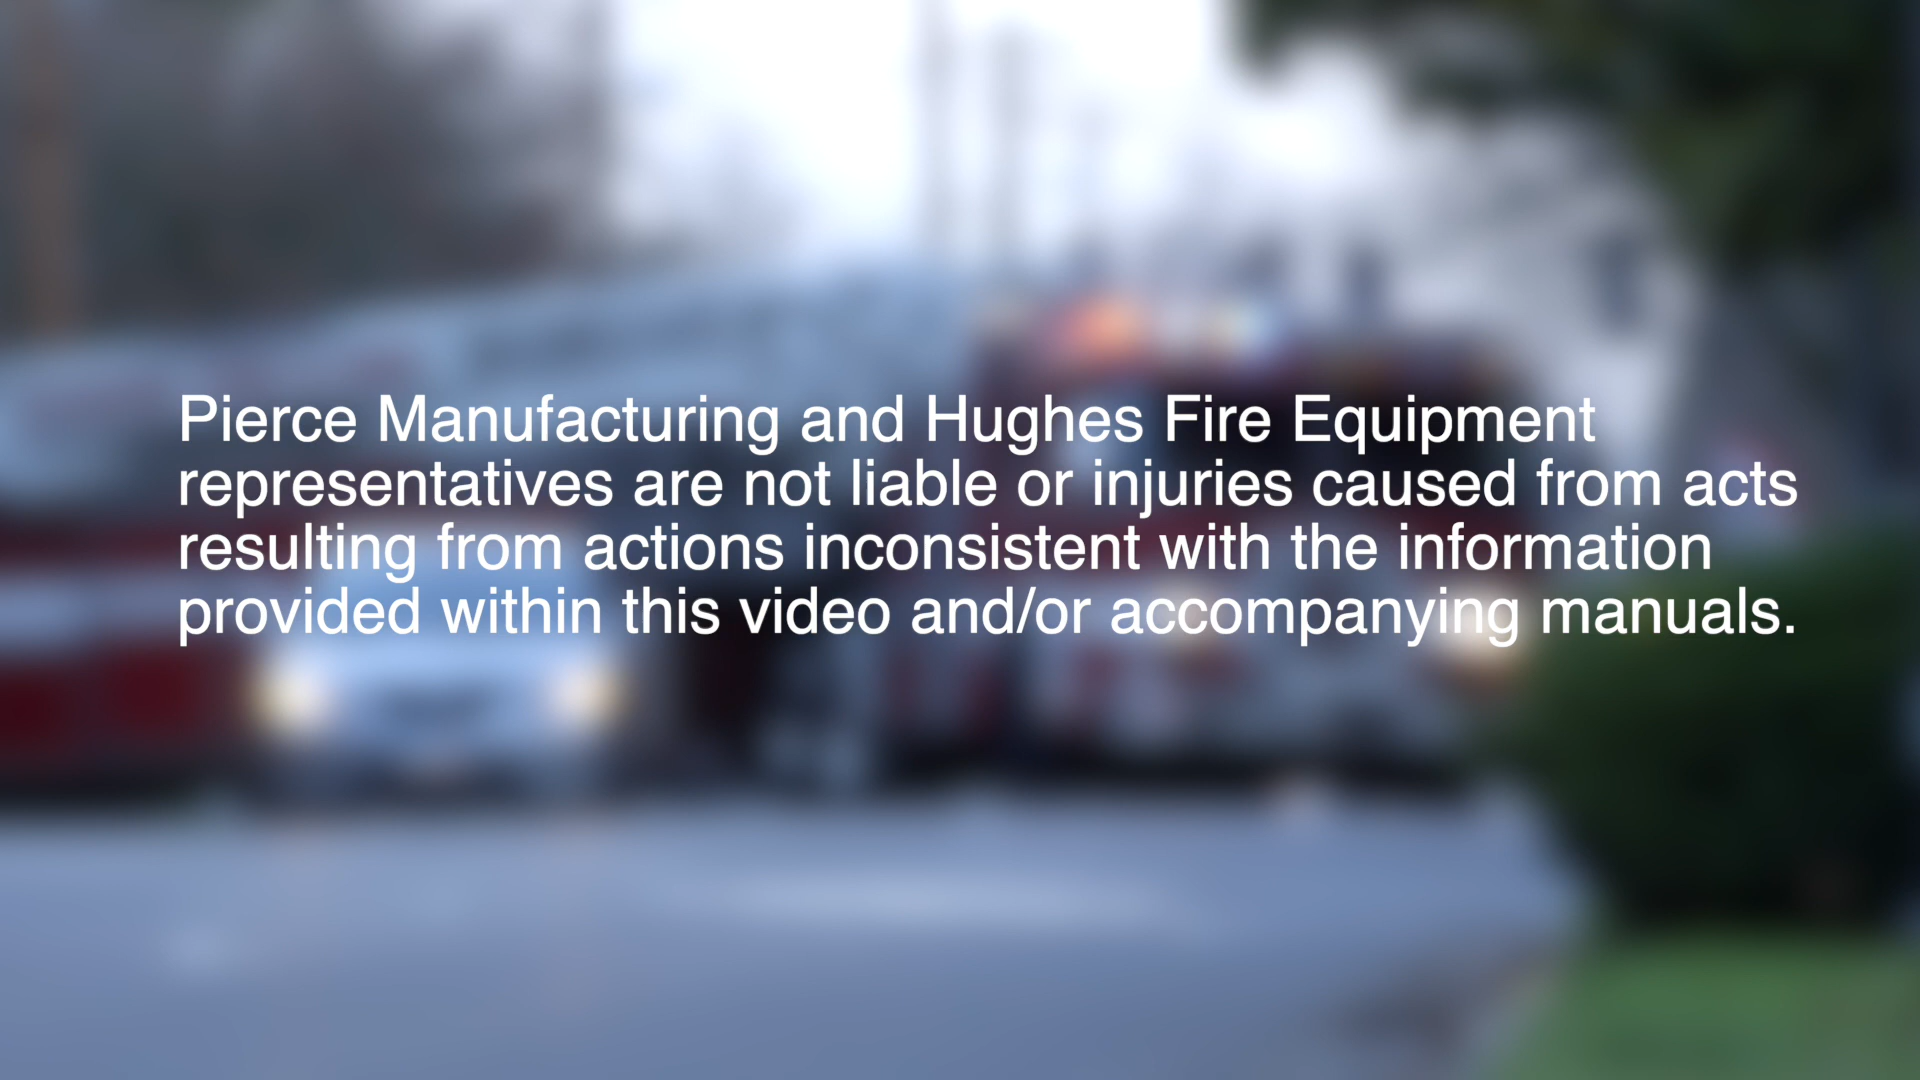 Pierce Manufacturing and Hughes Fire Equipment
representatives are not liable or injuries caused from acts
resulting from actions inconsistent with the information
provided within this video and/or accompanying manuals.